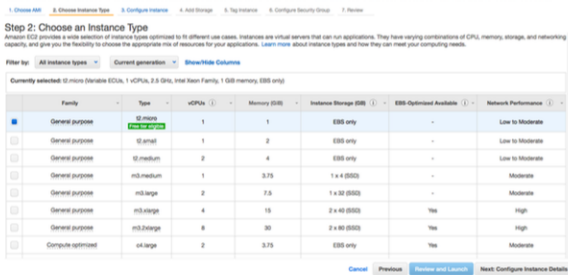 1. Choose AMI 2. Choose Instance Type 3. Configure Instance 4. Add Storage 5. Tag Instance 6. Configure Security Group 7. Review
Step 2: Choose an Instance Type
Amazon EC2 provides a wide selection of instance types optimized to fit different use cases. Instances are virtual servers that can run applications. They have varying combinations of CPU, memory, storage, and networking
capacity, and give you the flexibility to choose the appropriate mix of resources for your applications. Learn more about instance types and how they can meet your computing needs.
Filter by: All instance types Current generation Show/Hide Columns
Currently selected: t2.micro (Variable ECUs, 1 vCPUs, 2.5 GHz, Intel Xeon Family, 1 GiB memory, EBS only)
Family Type vCPUs Memory (GiB) Instance Storage (GB) EBS-Optimized Available Network Performance
General purpose t2.micro 1 1 EBS only - Low to Moderate
Free tier eligible
General purpose t2.small 1 2 EBS only - Low to Moderate
General purpose t2.medium 2 4 EBS only - Low to Moderate
General purpose m3.medium 1 3.75 1 x 4 (SSD) - Moderate
General purpose m3.large 2 7.5 1 x 32 (SSD) - Moderate
General purpose m3.xlarge 4 15 2 x 40 (SSD) Yes High
General purpose m3.2xlarge 8 30 2 x 80 (SSD) Yes High
Compute optimized c4.large 2 3.75 EBS only Yes Moderate
Cancel Previous Review and Launch Next: Configure Instance Details